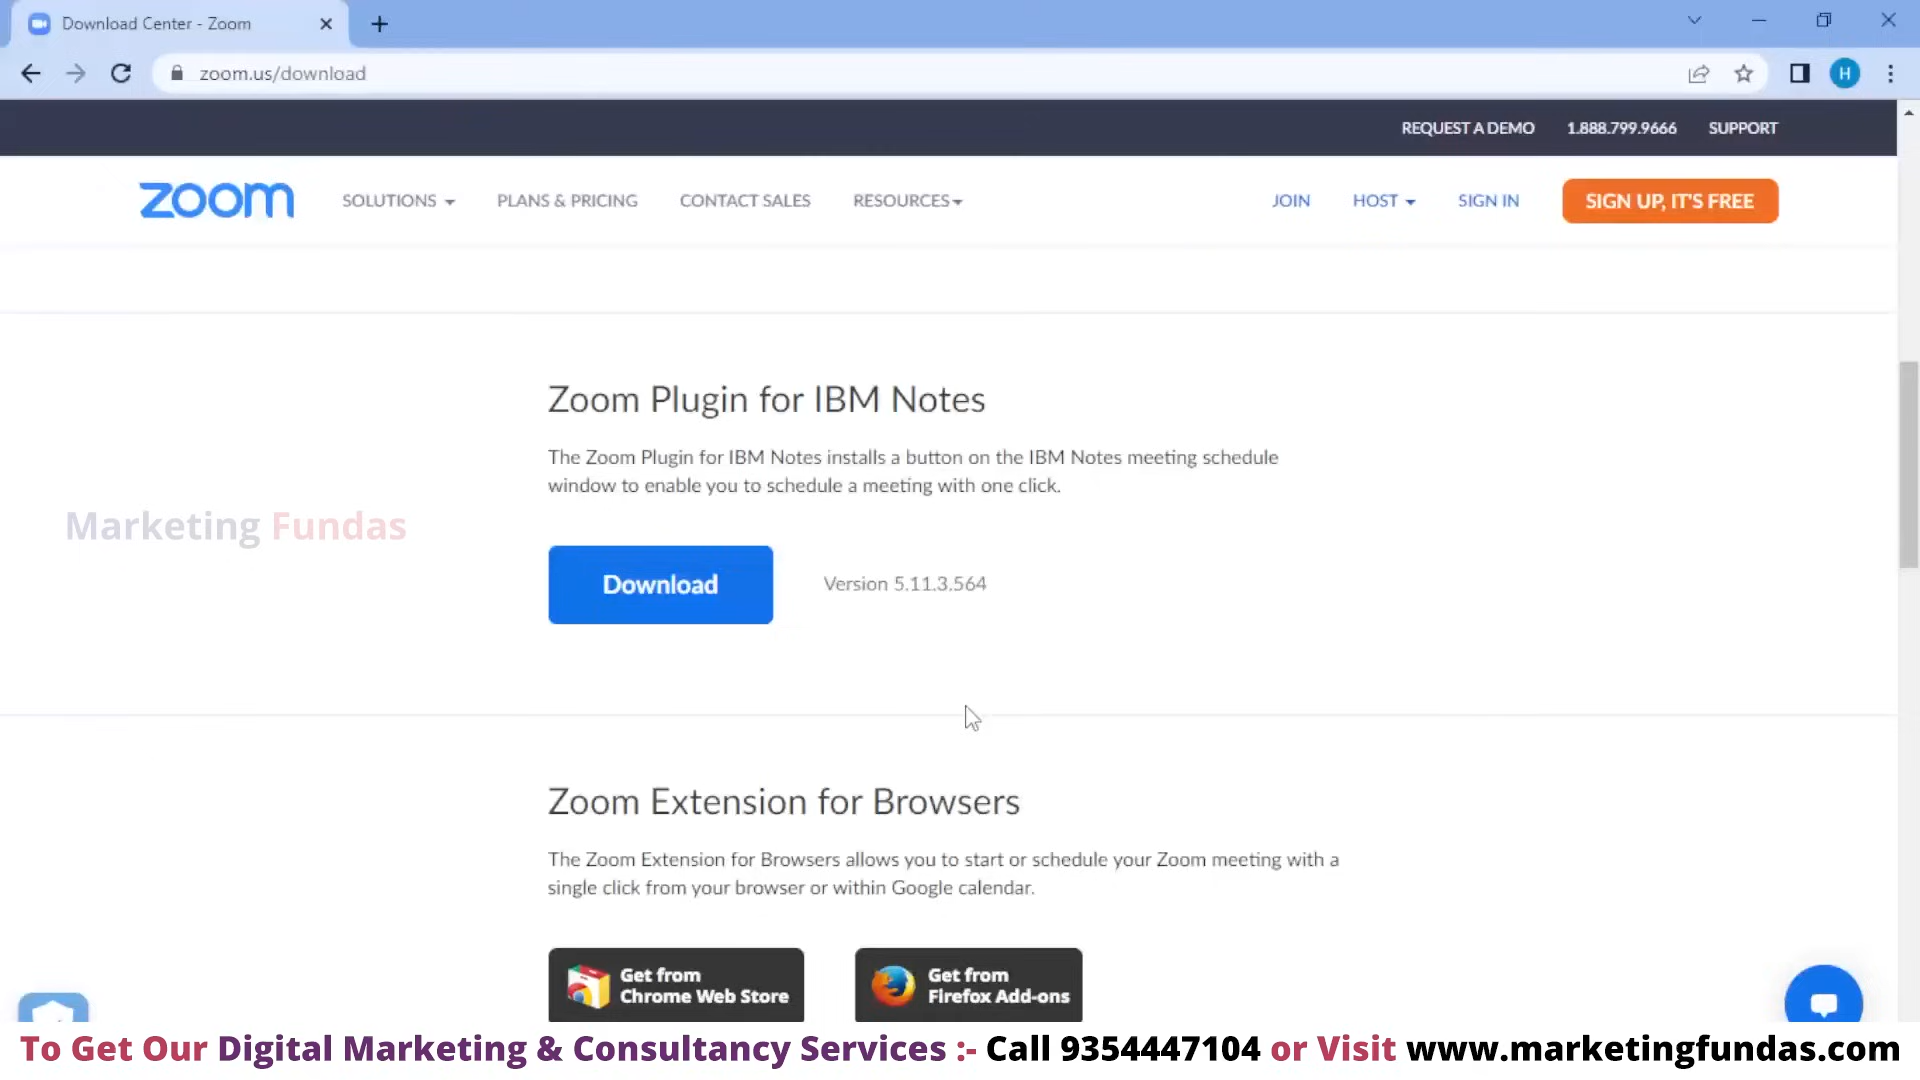 Download Center - Zoom
zoom.us/download
H
REQUEST A DEMO 1.888.799.9666 SUPPORT
zoom SOLUTIONS PLANS & PRICING CONTACT SALES RESOURCES JOIN HOST SIGN IN SIGN UP, IT'S FREE
Zoom Plugin for IBM Notes
The Zoom Plugin for IBM Notes installs a button on the IBM Notes meeting schedule
window to enable you to schedule a meeting with one click.
Marketing Fundas
Download Version 5.11.3.564
Zoom Extension for Browsers
The Zoom Extension for Browsers allows you to start or schedule your Zoom meeting with a
single click from your browser or within Google calendar.
Get from
Chrome Web Store
Get from
Firefox Add-ons
To Get Our Digital Marketing & Consultancy Services :- Call 9354447104 or Visit www.marketingfundas.com